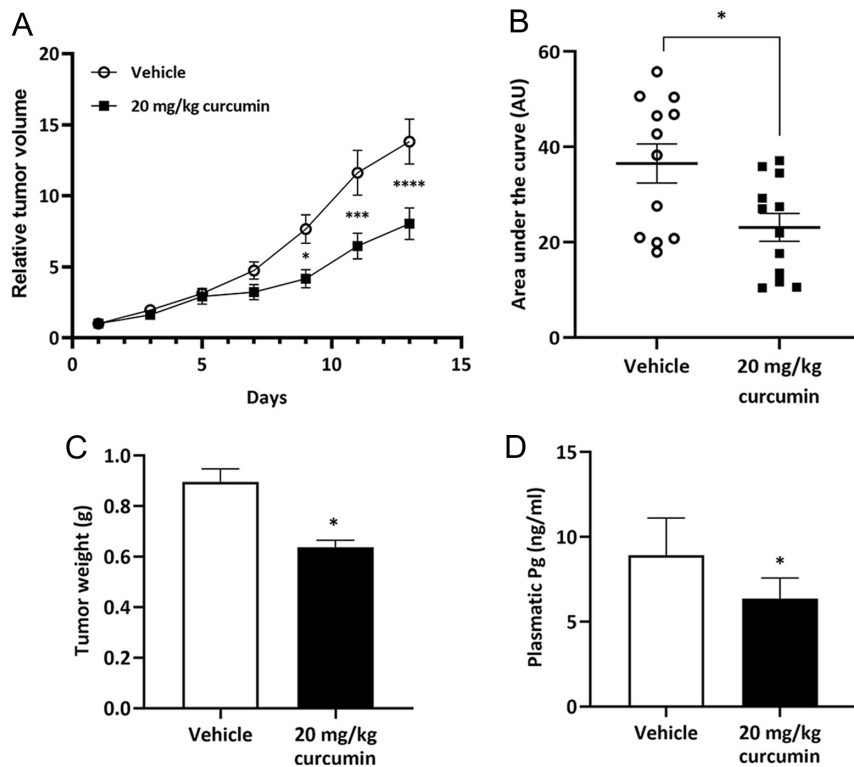 A
Relative tumor volume
20
15
10
5
0
Vehicle
20 mg/kg curcumin
*
***
****
0
5
10
15
Days
B
Area under the curve (AU)
60
40
20
0
*
Vehicle
20 mg/kg
curcumin
C
Tumor weight (g)
1.0
0.8
0.6
0.4
0.2
0.0
*
Vehicle
20 mg/kg
curcumin
D
Plasmatic Pg (ng/ml)
15
10
5
0
*
Vehicle
20 mg/kg
curcumin